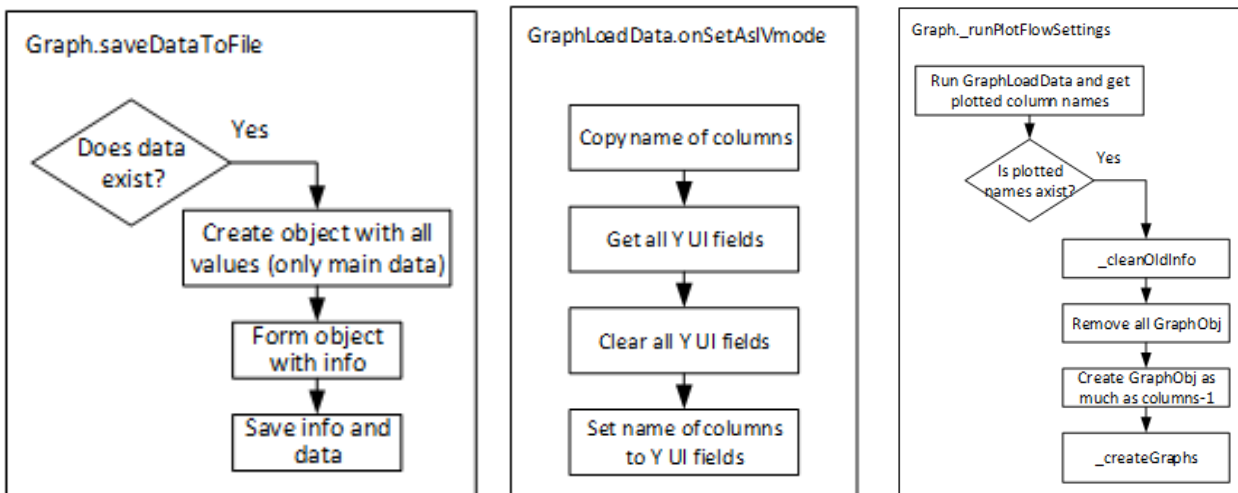 Graph.saveDataToFile
Yes
Does data
exist?
Create object with all
values (only main data)
Form object
with info
Save info and
data
GraphLoadData.onSetAsIVmode
Copy name of columns
Get all Y UI fields
Clear all Y UI fields
Set name of columns
to Y UI fields
Graph._runPlotFlowSettings
Run GraphLoadData and get
plotted column names
Yes
Is plotted
names axist?
_cleanOldInfo
Remove all GraphObj
Create GraphObj as
much as columns-1
_createGraphs